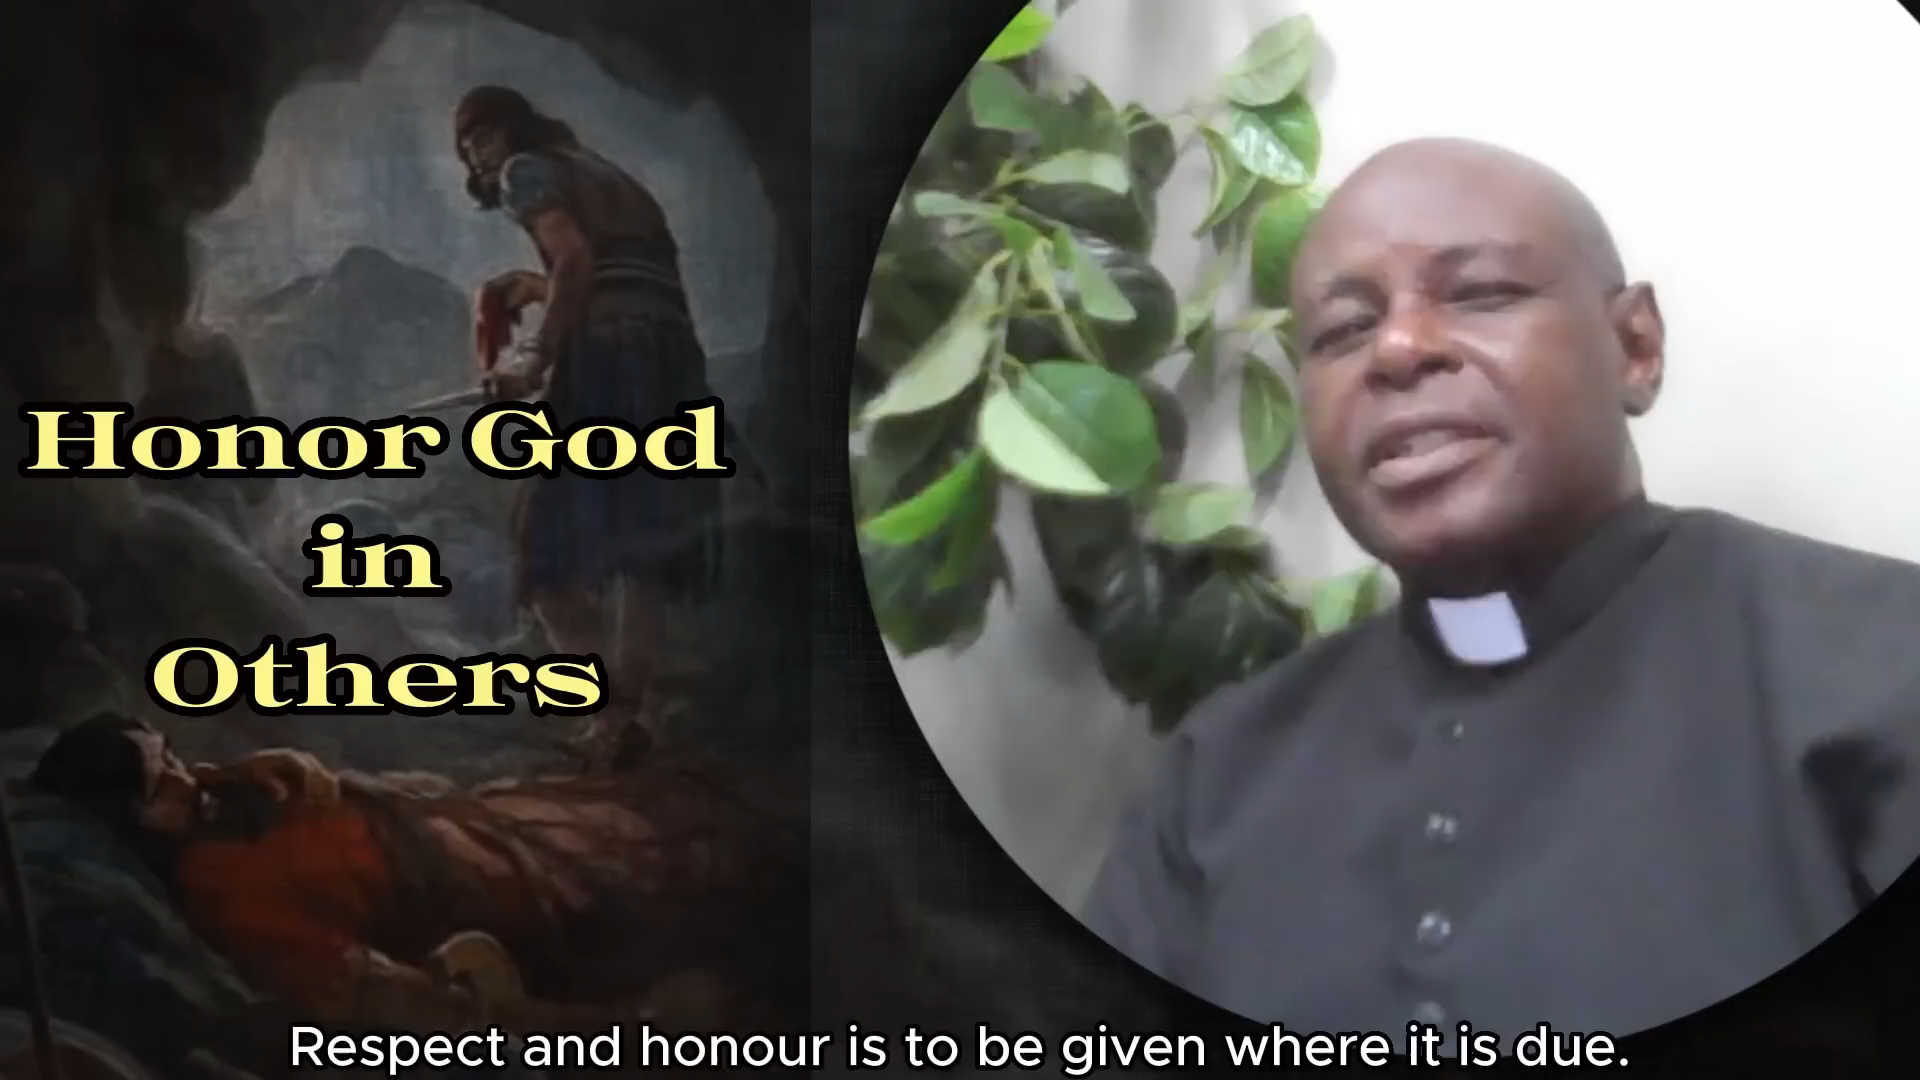 Honor God
in
Others
Respect and honour is to be given where it is due.